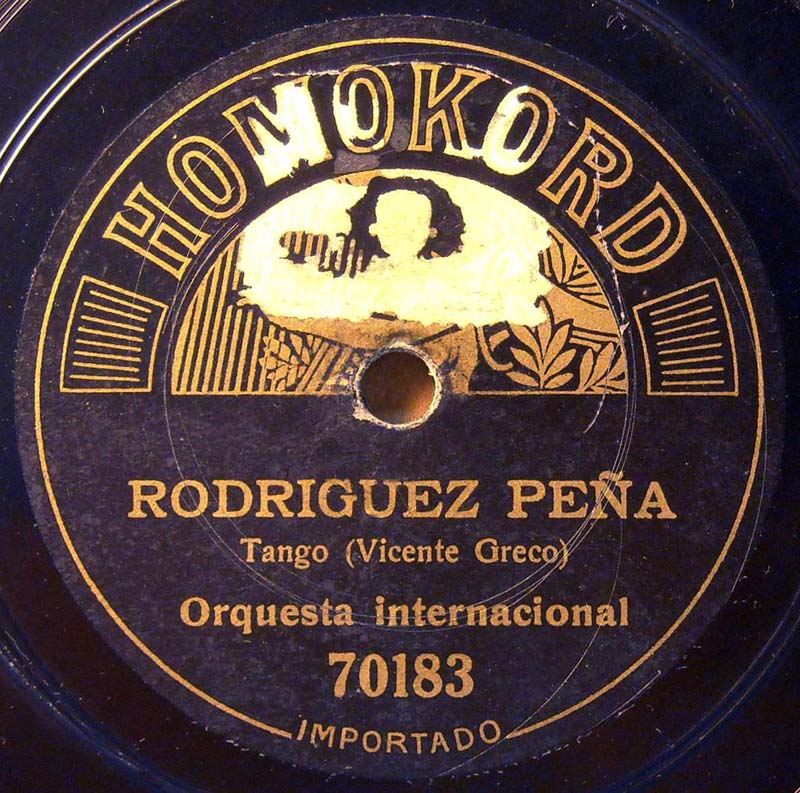 HOMOKORD
RODRIGUEZ PEÑA
Tango (Vicente Greco)
Orquesta internacional
70183
IMPORTADO